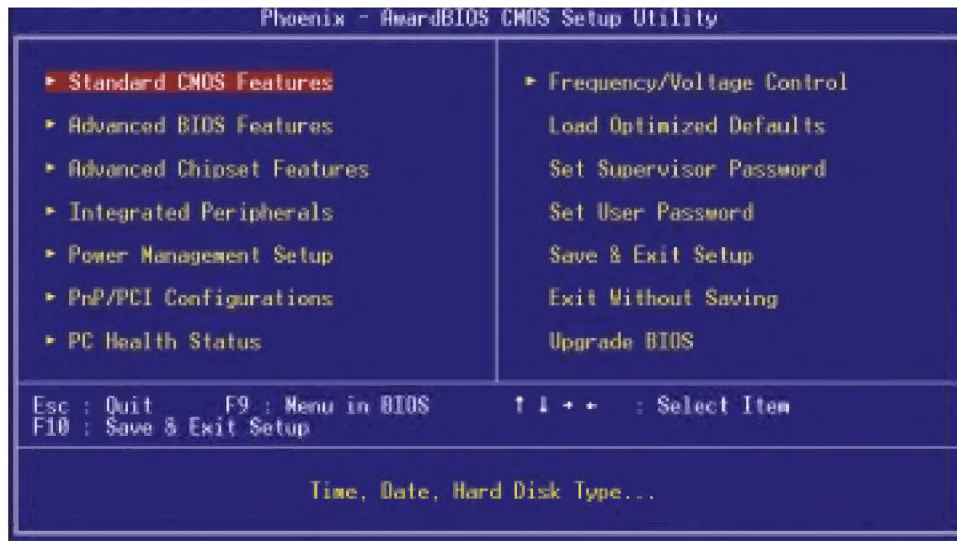 Phoenix - AwardBIOS CMOS Setup Utility
▸ Standard CMOS Features
▸ Advanced BIOS Features
▸ Advanced Chipset Features
▸ Integrated Peripherals
▸ Power Management Setup
▸ PnP/PCI Configurations
▸ PC Health Status
▸ Frequency/Voltage Control
Load Optimized Defaults
Set Supervisor Password
Set User Password
Save & Exit Setup
Exit Without Saving
Upgrade BIOS
Esc : Quit F9 : Menu in BIOS ↑ ↓ → ← : Select Item
F10 : Save & Exit Setup
Time, Date, Hard Disk Type...